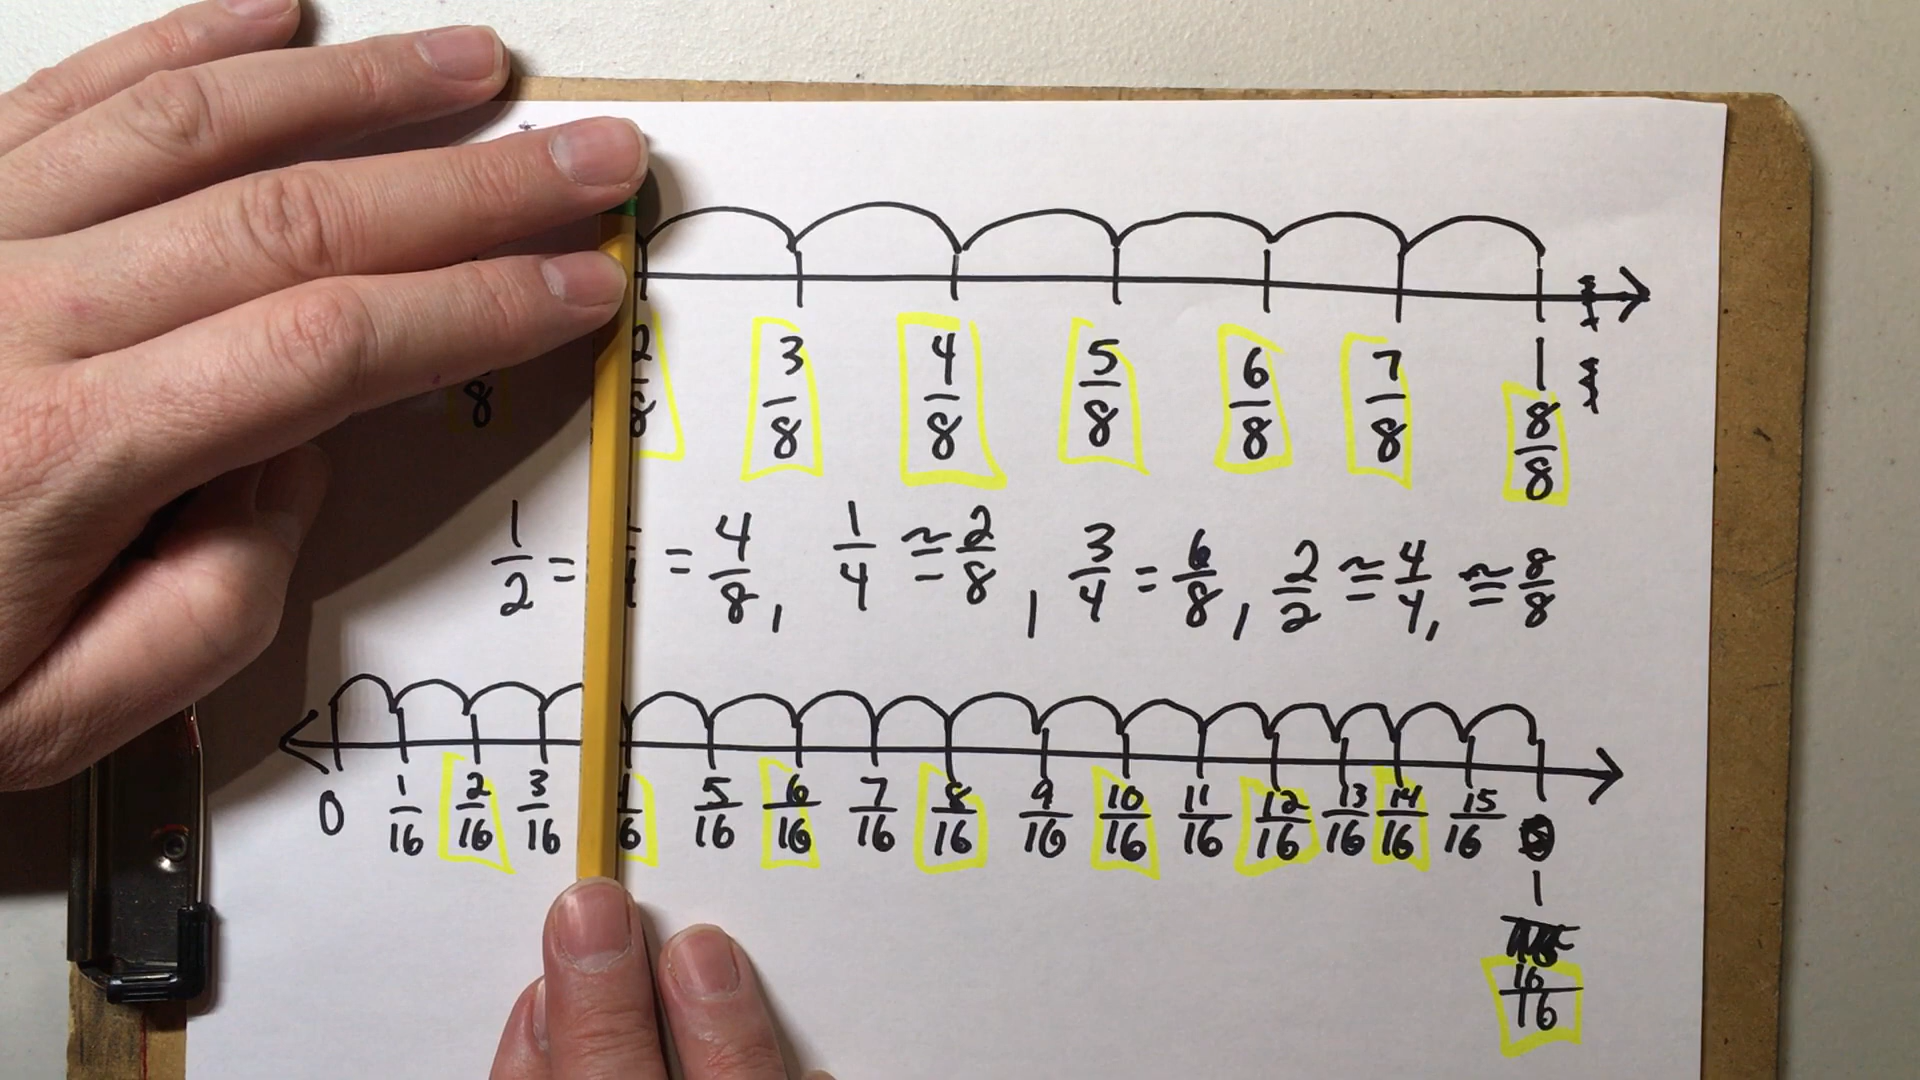 8 2/8 3/8 4/8 5/8 6/8 7/8 1 8/8
1/2 = = 4/8, 1/4 ≅ 2/8, 3/4 = 6/8, 2/2 ≅ 4/4, ≅ 8/8
0 1/16 2/16 3/16 5/16 6/16 7/16 8/16 9/16 10/16 11/16 12/16 13/16 14/16 15/16
1
16/16